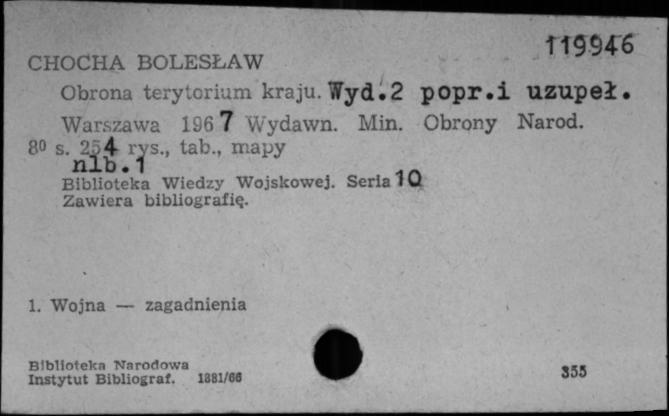 119946
CHOCHA BOLESŁAW
Obrona terytorium kraju. Wyd.2 popr.i uzupeł.
Warszawa 1967 Wydawn. Min. Obrony Narod.
8º s. 254 rys., tab., mapy
nlb.1
Biblioteka Wiedzy Wojskowej. Seria 10
Zawiera bibliografię.
1. Wojna — zagadnienia
Biblioteka Narodowa
Instytut Bibliograf. 1881/66
355